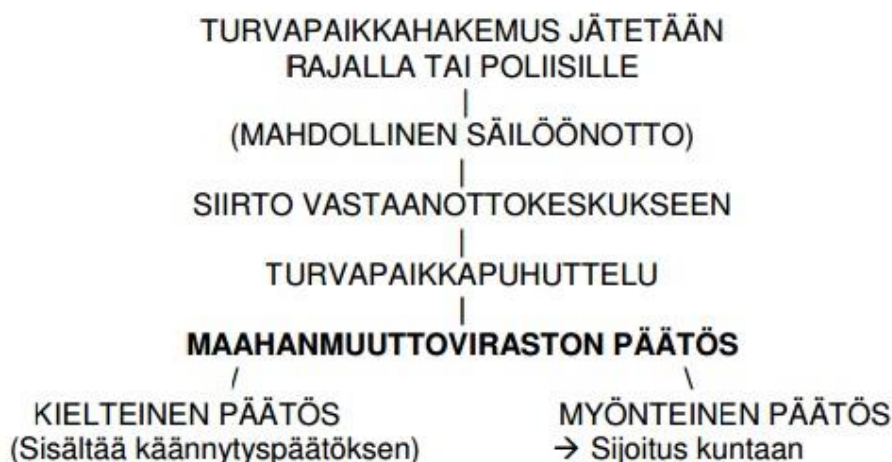 TURVAPAIKKAHAKEMUS JÄTETÄÄN
RAJALLA TAI POLIISILLE
|
(MAHDOLLINEN SÄILÖÖNOTTO)
|
SIIRTO VASTAANOTTOKESKUKSEEN
|
TURVAPAIKKAPUHUTTELU
|
MAAHANMUUTTOVIRASTON PÄÄTÖS
/ \
KIELTEINEN PÄÄTÖS MYÖNTEINEN PÄÄTÖS
(Sisältää käännytyspäätöksen) → Sijoitus kuntaan